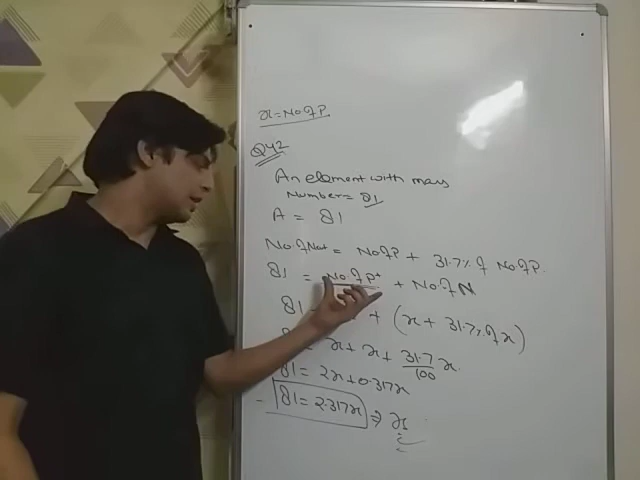 x = No. of P
Q42
An element with mass
Number = 81
A = 81
No. of Neut = No. of P + 31.7% of No. of P.
81 = No. of P+ + No. of N
81 = + (x + 31.7% of x)
= x + x + 31.7/100 x.
81 = 2x + 0.317x
81 = 2.317x ⇒ x